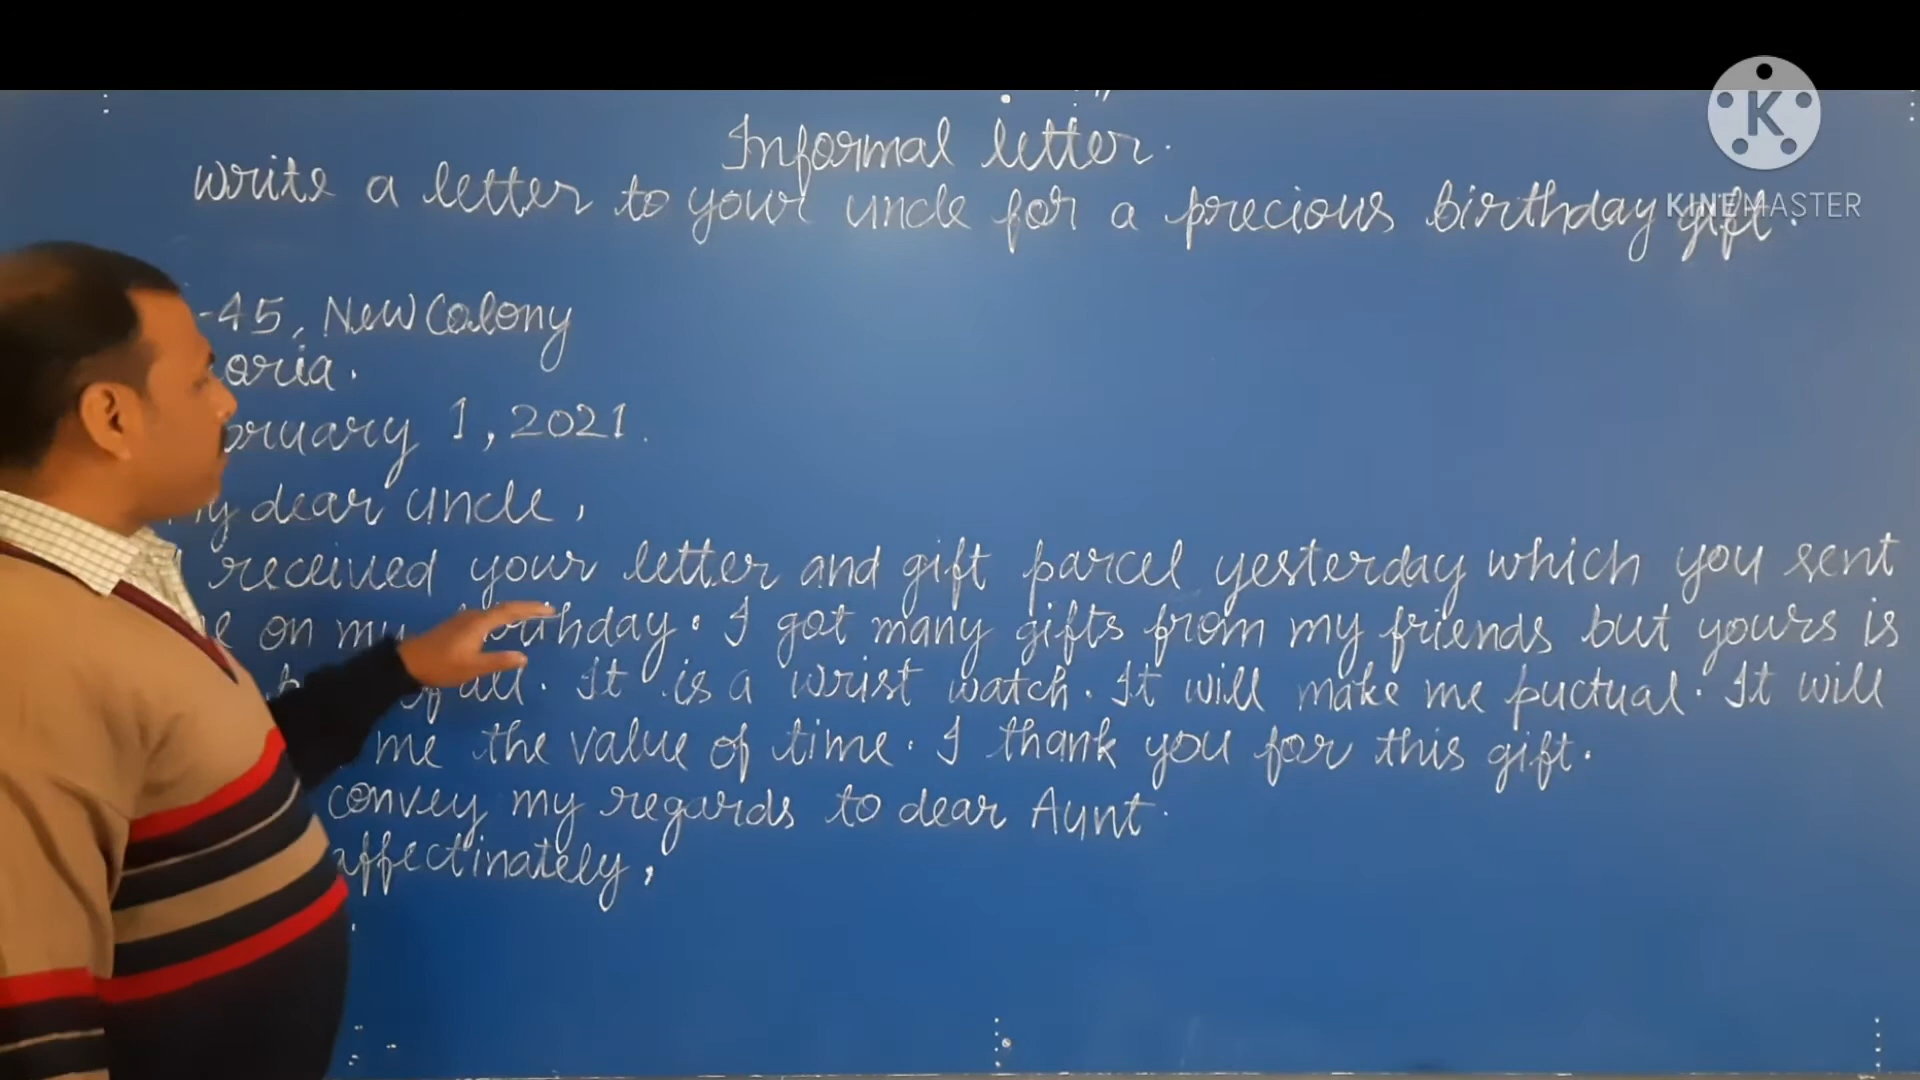 Informal letter.
write a letter to your uncle for a precious birthday gift.
K
KINEMASTER
-45, New Colony
oria.
bruary 1, 2021.
y dear uncle,
received your letter and gift parcel yesterday which you sent
e on my birthday. I got many gifts from my friends but yours is
of all. It is a wrist watch. It will make me puctual. It will
me the value of time. I thank you for this gift.
convey my regards to dear Aunt.
affectinately,